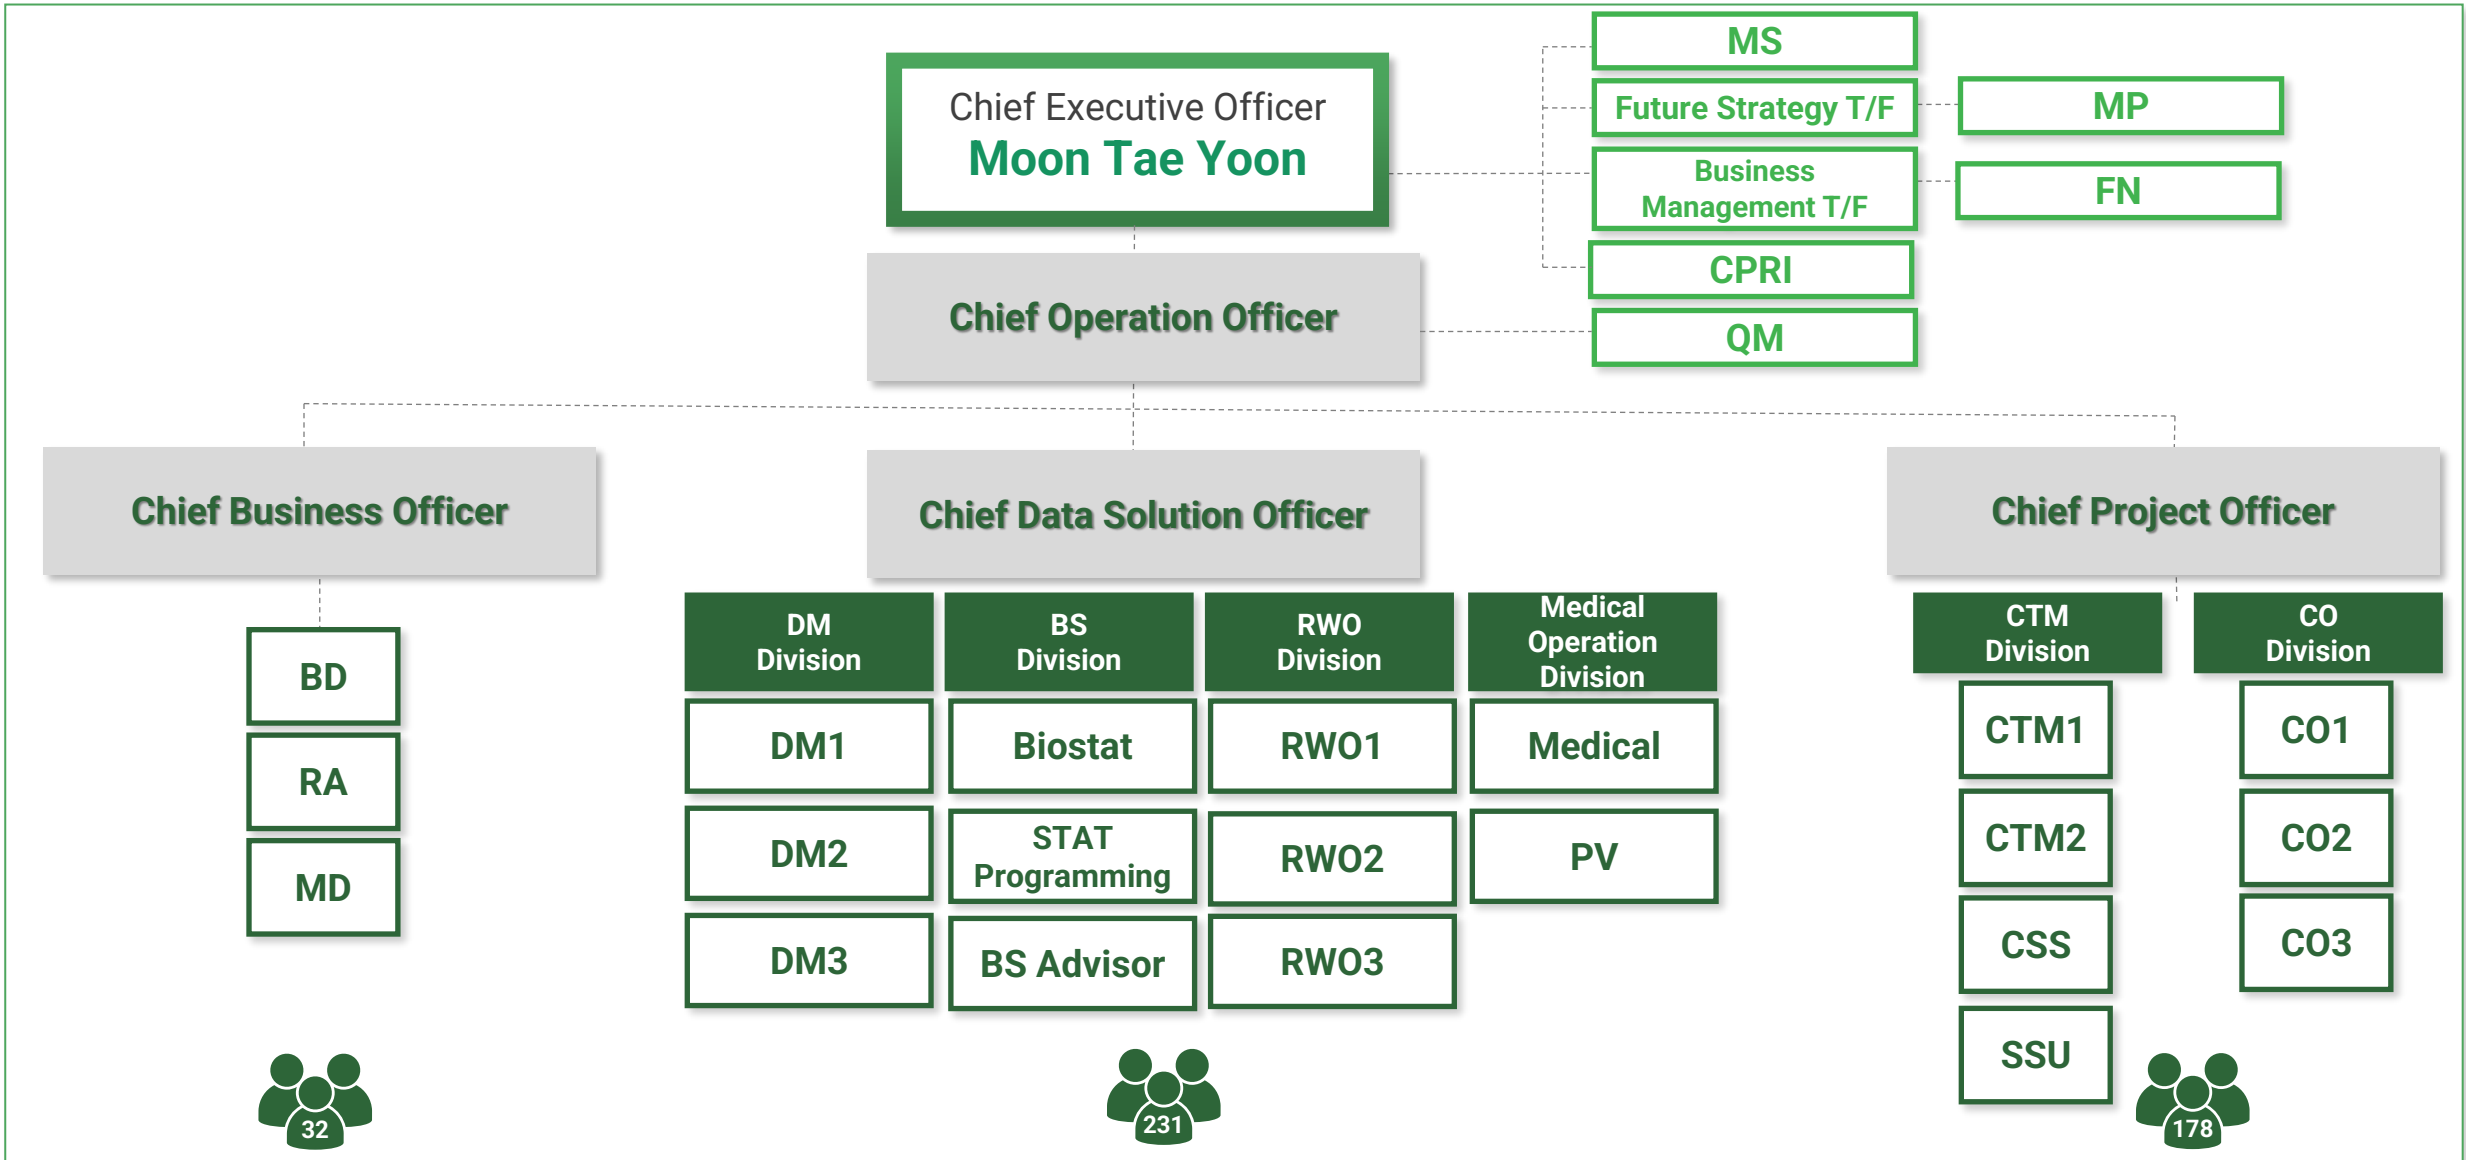 Chief Executive Officer
Moon Tae Yoon
MS
Future Strategy T/F
MP
Business
Management T/F
FN
CPRI
QM
Chief Operation Officer
Chief Business Officer
Chief Data Solution Officer
Chief Project Officer
BD
RA
MD
DM
Division
DM1
DM2
DM3
BS
Division
Biostat
STAT
Programming
BS Advisor
RWO
Division
RWO1
RWO2
RWO3
Medical
Operation
Division
Medical
PV
CTM
Division
CTM1
CTM2
CSS
SSU
CO
Division
CO1
CO2
CO3
32
231
178